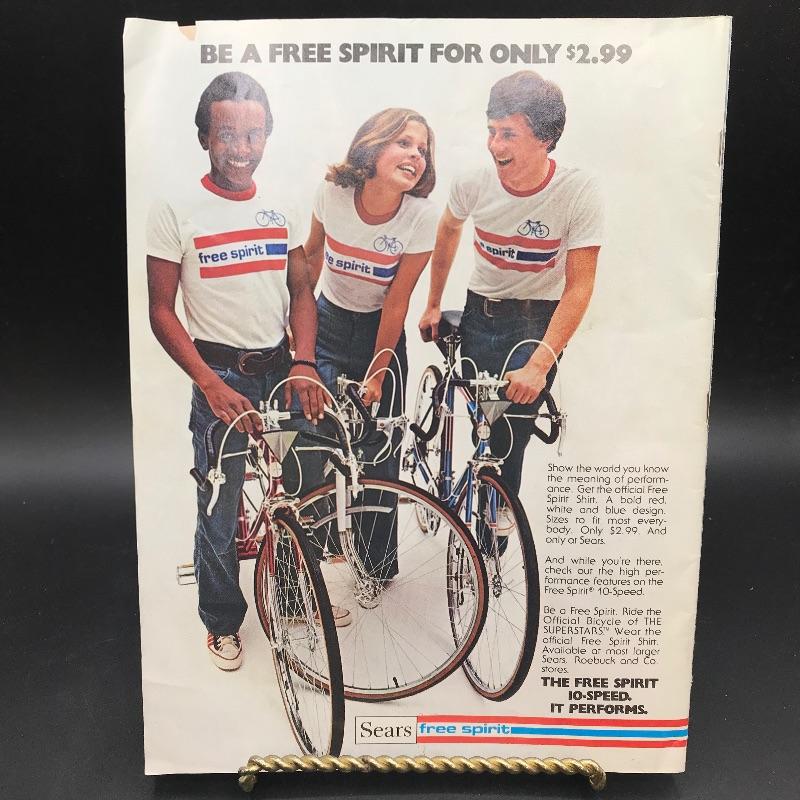 BE A FREE SPIRIT FOR ONLY $2.99
free spirit
free spirit
e spirit
Show the world you know
the meaning of perform-
ance. Get the official Free
Spirit Shirt. A bold red,
white and blue design.
Sizes to fit most every-
body. Only $2.99. And
only at Sears.
And while you're there,
check out the high per-
formance features on the
Free Spirit® 10-Speed.
Be a Free Spirit. Ride the
Official Bicycle of THE
SUPERSTARS.™ Wear the
official Free Spirit Shirt.
Available at most larger
Sears, Roebuck and Co.
stores.
THE FREE SPIRIT
10-SPEED.
IT PERFORMS.
Sears free spirit